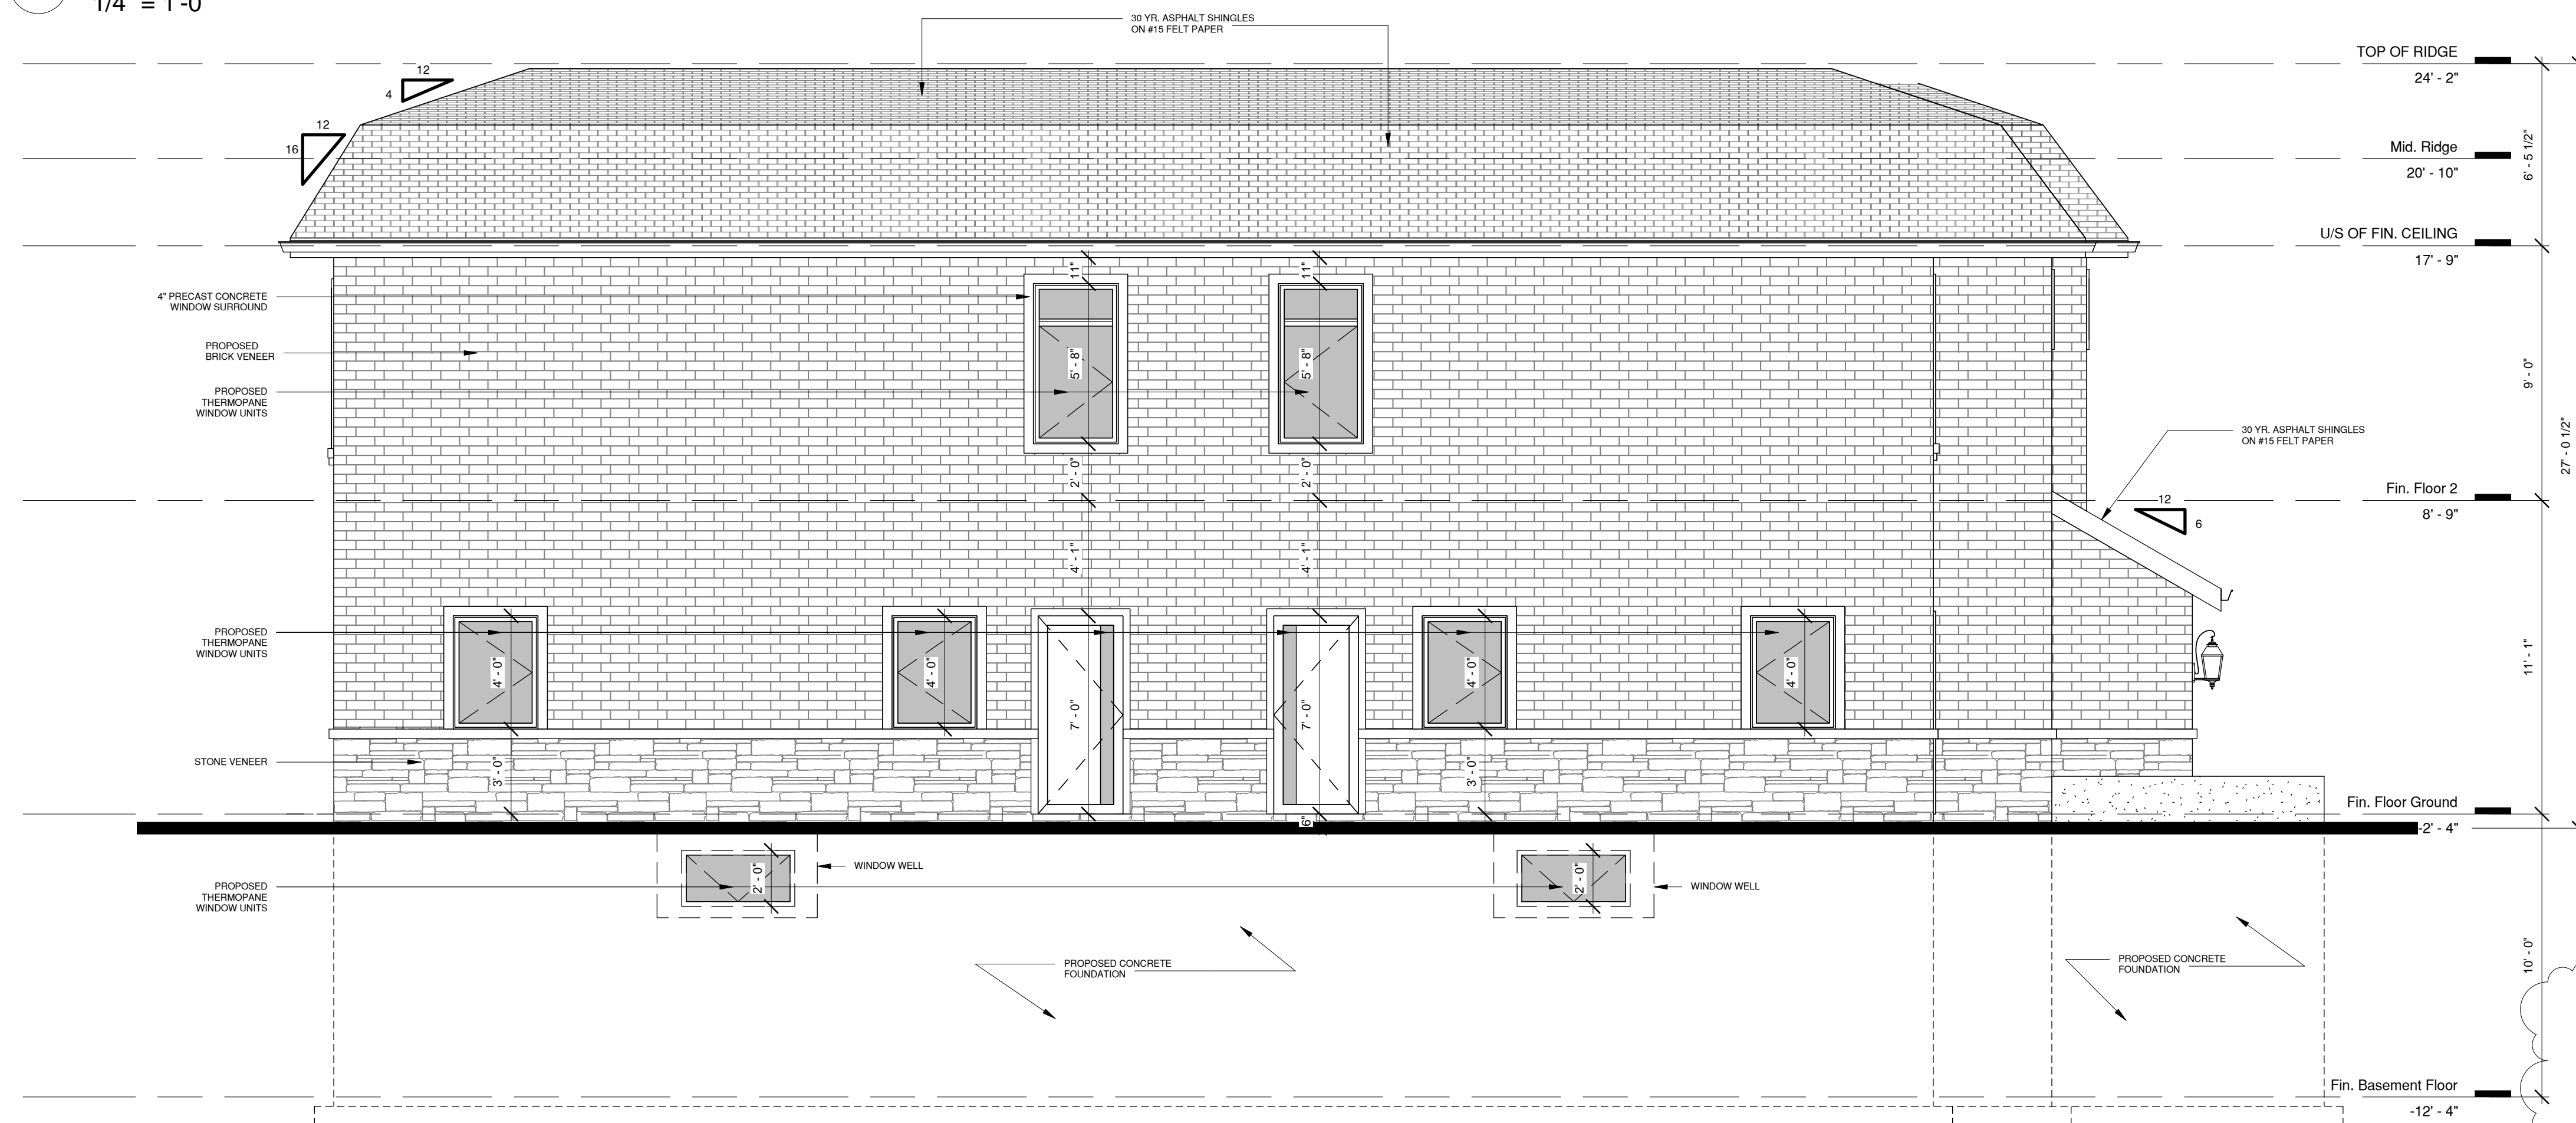 1/4" = 1'-0"
30 YR. ASPHALT SHINGLES
ON #15 FELT PAPER
TOP OF RIDGE
24' - 2"
12
4
12
16
Mid. Ridge
20' - 10"
6' - 5 1/2"
U/S OF FIN. CEILING
17' - 9"
11"
11"
4" PRECAST CONCRETE
WINDOW SURROUND
PROPOSED
BRICK VENEER
5' - 8"
5' - 8"
9' - 0"
PROPOSED
THERMOPANE
WINDOW UNITS
30 YR. ASPHALT SHINGLES
ON #15 FELT PAPER
27' - 0 1/2"
2' - 0"
2' - 0"
Fin. Floor 2
8' - 9"
12
6
4' - 1"
4' - 1"
PROPOSED
THERMOPANE
WINDOW UNITS
4' - 0"
4' - 0"
7' - 0"
7' - 0"
4' - 0"
4' - 0"
11' - 1"
STONE VENEER
3' - 0"
3' - 0"
6"
Fin. Floor Ground
-2' - 4"
2' - 0"
WINDOW WELL
2' - 0"
WINDOW WELL
PROPOSED
THERMOPANE
WINDOW UNITS
PROPOSED CONCRETE
FOUNDATION
PROPOSED CONCRETE
FOUNDATION
10' - 0"
Fin. Basement Floor
-12' - 4"